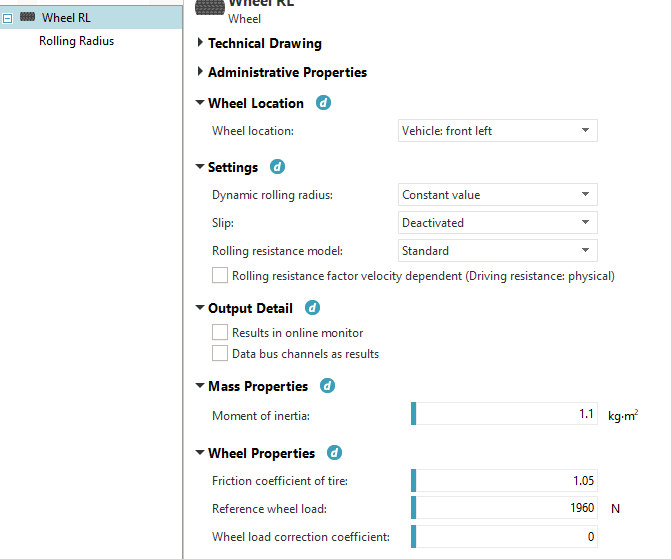 Wheel RL
Rolling Radius
Wheel RL
Wheel
Technical Drawing
Administrative Properties
Wheel Location d
Wheel location: Vehicle: front left
Settings d
Dynamic rolling radius: Constant value
Slip: Deactivated
Rolling resistance model: Standard
Rolling resistance factor velocity dependent (Driving resistance: physical)
Output Detail d
Results in online monitor
Data bus channels as results
Mass Properties d
Moment of inertia: 1.1 kg·m²
Wheel Properties d
Friction coefficient of tire: 1.05
Reference wheel load: 1960 N
Wheel load correction coefficient: 0